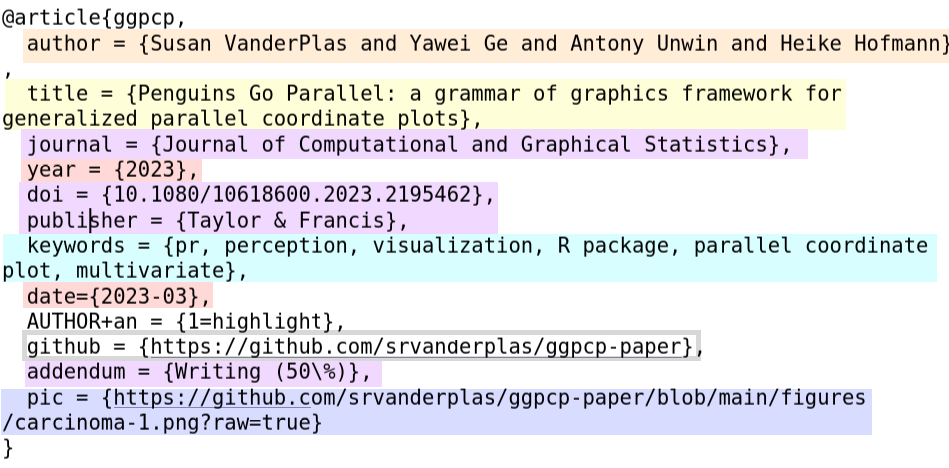 @article{ggpcp,
  author = {Susan VanderPlas and Yawei Ge and Antony Unwin and Heike Hofmann}
,
  title = {Penguins Go Parallel: a grammar of graphics framework for
generalized parallel coordinate plots},
  journal = {Journal of Computational and Graphical Statistics},
  year = {2023},
  doi = {10.1080/10618600.2023.2195462},
  publisher = {Taylor & Francis},
  keywords = {pr, perception, visualization, R package, parallel coordinate
plot, multivariate},
  date={2023-03},
  AUTHOR+an = {1=highlight},
  github = {https://github.com/srvanderplas/ggpcp-paper},
  addendum = {Writing (50\%)},
  pic = {https://github.com/srvanderplas/ggpcp-paper/blob/main/figures
/carcinoma-1.png?raw=true}
}